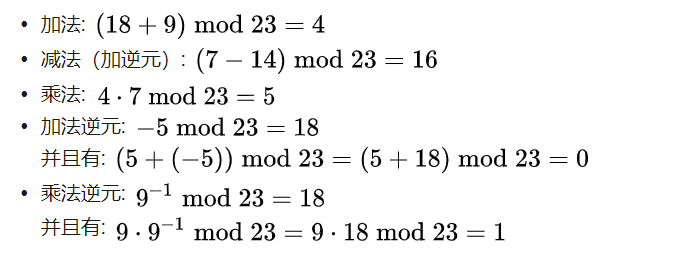 • 加法: (18 + 9) mod 23 = 4
• 减法（加逆元）: (7 − 14) mod 23 = 16
• 乘法: 4 · 7 mod 23 = 5
• 加法逆元: −5 mod 23 = 18
并且有: (5 + (−5)) mod 23 = (5 + 18) mod 23 = 0
• 乘法逆元: 9⁻¹ mod 23 = 18
并且有: 9 · 9⁻¹ mod 23 = 9 · 18 mod 23 = 1